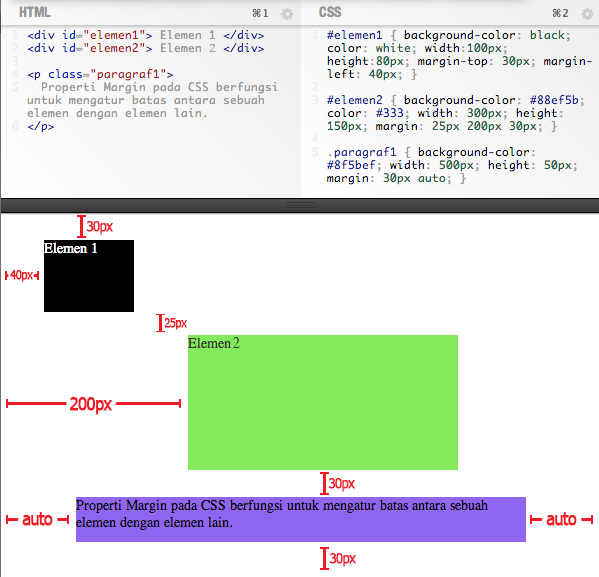 HTML ⌘1
1 <div id="elemen1"> Elemen 1 </div>
2 <div id="elemen2"> Elemen 2 </div>
3
4 <p class="paragraf1">
5 Properti Margin pada CSS berfungsi
untuk mengatur batas antara sebuah
elemen dengan elemen lain.
6 </p>
CSS ⌘2
1 #elemen1 { background-color: black;
color: white; width:100px;
height:80px; margin-top: 30px; margin-
left: 40px; }
2
3 #elemen2 { background-color: #88ef5b;
color: #333; width: 300px; height:
150px; margin: 25px 200px 30px; }
4
5 .paragraf1 { background-color:
#8f5bef; width: 500px; height: 50px;
margin: 30px auto; }
30px
Elemen 1
40px
25px
Elemen 2
200px
30px
Properti Margin pada CSS berfungsi untuk mengatur batas antara sebuah
elemen dengan elemen lain.
auto
auto
30px